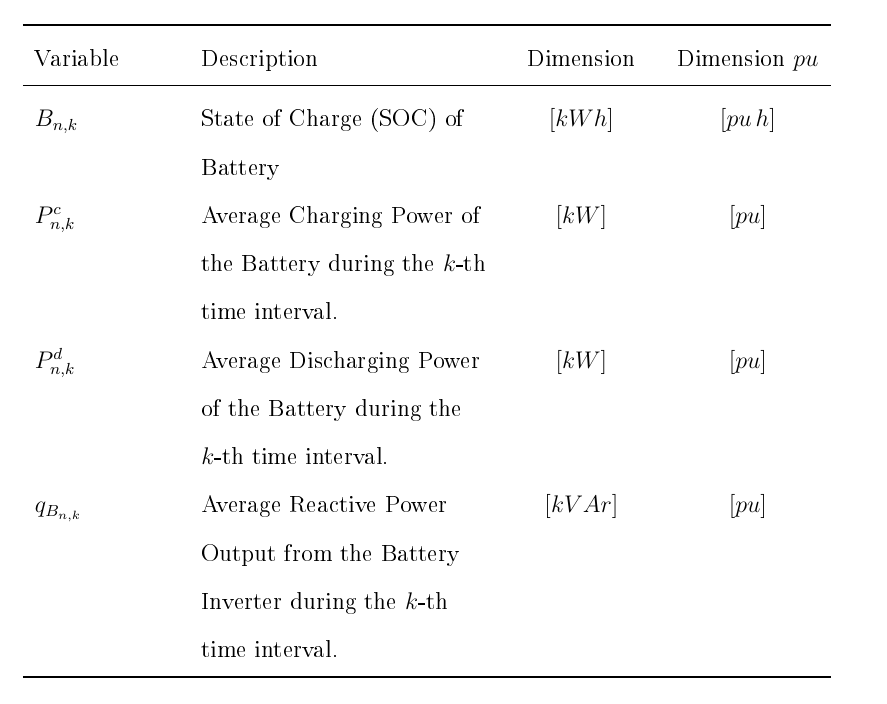 Variable Description Dimension Dimension pu
B_{n,k} State of Charge (SOC) of [kWh] [pu h]
Battery
P^c_{n,k} Average Charging Power of [kW] [pu]
the Battery during the k-th
time interval.
P^d_{n,k} Average Discharging Power [kW] [pu]
of the Battery during the
k-th time interval.
q_{B_{n,k}} Average Reactive Power [kVAr] [pu]
Output from the Battery
Inverter during the k-th
time interval.